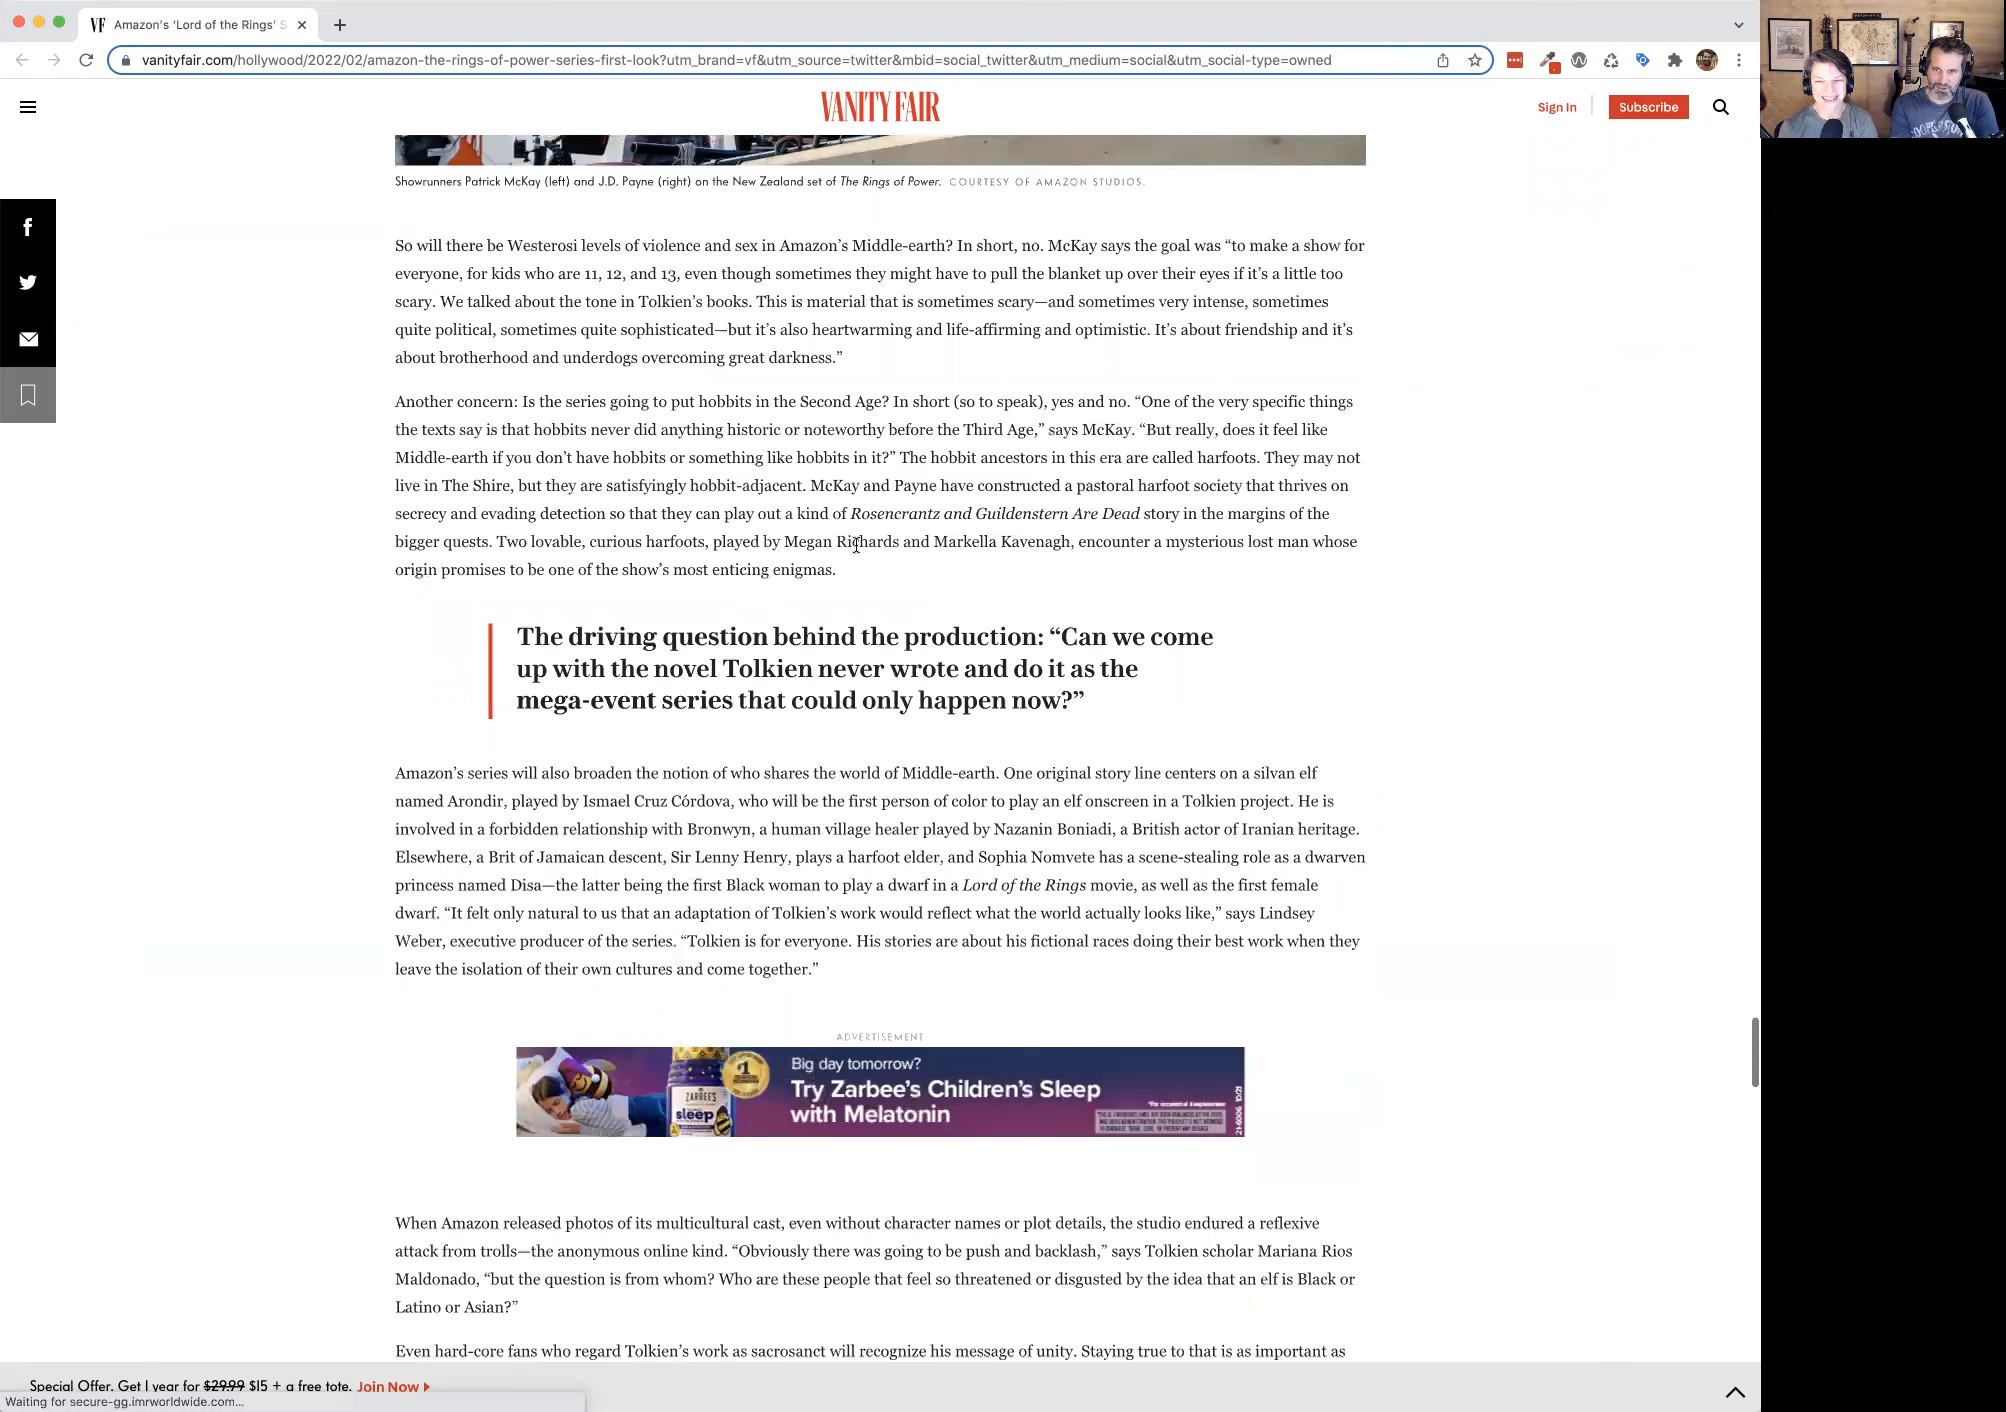 VF Amazon's 'Lord of the Rings' S
vanityfair.com/hollywood/2022/02/amazon-the-rings-of-power-series-first-look?utm_brand=vf&utm_source=twitter&mbid=social_twitter&utm_medium=social&utm_social-type=owned
VANITY FAIR
Sign In
Subscribe
Showrunners Patrick McKay (left) and J.D. Payne (right) on the New Zealand set of The Rings of Power. COURTESY OF AMAZON STUDIOS.
So will there be Westerosi levels of violence and sex in Amazon's Middle-earth? In short, no. McKay says the goal was “to make a show for
everyone, for kids who are 11, 12, and 13, even though sometimes they might have to pull the blanket up over their eyes if it's a little too
scary. We talked about the tone in Tolkien's books. This is material that is sometimes scary—and sometimes very intense, sometimes
quite political, sometimes quite sophisticated—but it's also heartwarming and life-affirming and optimistic. It's about friendship and it's
about brotherhood and underdogs overcoming great darkness.”
Another concern: Is the series going to put hobbits in the Second Age? In short (so to speak), yes and no. “One of the very specific things
the texts say is that hobbits never did anything historic or noteworthy before the Third Age,” says McKay. “But really, does it feel like
Middle-earth if you don't have hobbits or something like hobbits in it?” The hobbit ancestors in this era are called harfoots. They may not
live in The Shire, but they are satisfyingly hobbit-adjacent. McKay and Payne have constructed a pastoral harfoot society that thrives on
secrecy and evading detection so that they can play out a kind of Rosencrantz and Guildenstern Are Dead story in the margins of the
bigger quests. Two lovable, curious harfoots, played by Megan Richards and Markella Kavenagh, encounter a mysterious lost man whose
origin promises to be one of the show's most enticing enigmas.
The driving question behind the production: “Can we come
up with the novel Tolkien never wrote and do it as the
mega-event series that could only happen now?”
Amazon's series will also broaden the notion of who shares the world of Middle-earth. One original story line centers on a silvan elf
named Arondir, played by Ismael Cruz Córdova, who will be the first person of color to play an elf onscreen in a Tolkien project. He is
involved in a forbidden relationship with Bronwyn, a human village healer played by Nazanin Boniadi, a British actor of Iranian heritage.
Elsewhere, a Brit of Jamaican descent, Sir Lenny Henry, plays a harfoot elder, and Sophia Nomvete has a scene-stealing role as a dwarven
princess named Disa—the latter being the first Black woman to play a dwarf in a Lord of the Rings movie, as well as the first female
dwarf. “It felt only natural to us that an adaptation of Tolkien's work would reflect what the world actually looks like,” says Lindsey
Weber, executive producer of the series. “Tolkien is for everyone. His stories are about his fictional races doing their best work when they
leave the isolation of their own cultures and come together.”
ADVERTISEMENT
#1
ZARBEE'S
sleep
Big day tomorrow?
Try Zarbee's Children's Sleep
with Melatonin
*For occasional sleeplessness
When Amazon released photos of its multicultural cast, even without character names or plot details, the studio endured a reflexive
attack from trolls—the anonymous online kind. “Obviously there was going to be push and backlash,” says Tolkien scholar Mariana Rios
Maldonado, “but the question is from whom? Who are these people that feel so threatened or disgusted by the idea that an elf is Black or
Latino or Asian?”
Even hard-core fans who regard Tolkien's work as sacrosanct will recognize his message of unity. Staying true to that is as important as
Special Offer. Get 1 year for $29.99 $15 + a free tote. Join Now
Waiting for secure-gg.imrworldwide.com...